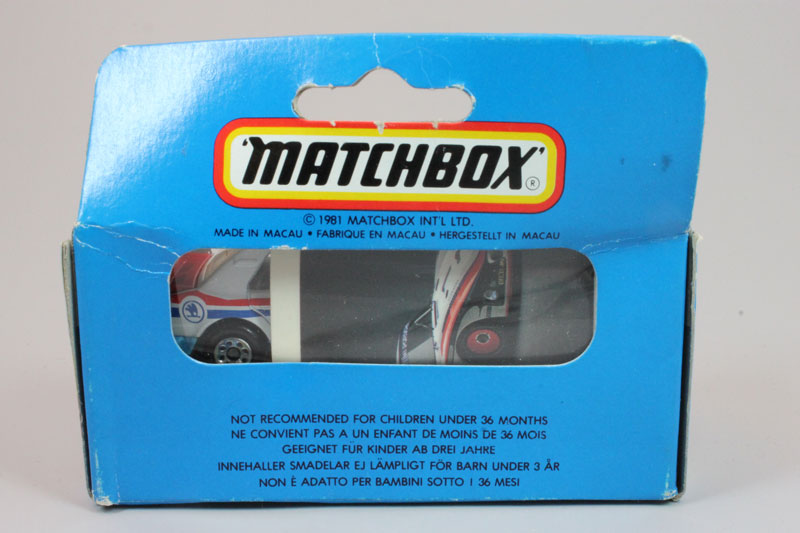 'MATCHBOX'
®
© 1981 MATCHBOX INT'L LTD.
MADE IN MACAU • FABRIQUE EN MACAU • HERGESTELLT IN MACAU
NOT RECOMMENDED FOR CHILDREN UNDER 36 MONTHS
NE CONVIENT PAS A UN ENFANT DE MOINS DE 36 MOIS
GEEIGNET FÜR KINDER AB DREI JAHRE
INNEHALLER SMADELAR EJ LÄMPLIGT FÖR BARN UNDER 3 ÅR
NON È ADATTO PER BAMBINI SOTTO I 36 MESI